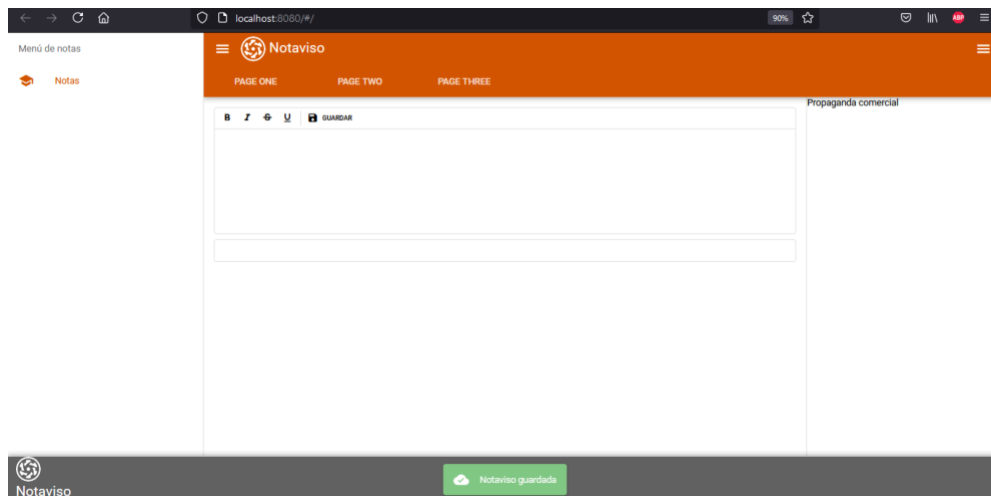 localhost:8080/#/
90%
ABP
Menú de notas
Notas
Notaviso
PAGE ONE PAGE TWO PAGE THREE
B I S U GUARDAR
Propaganda comercial
Notaviso
Notaviso guardada